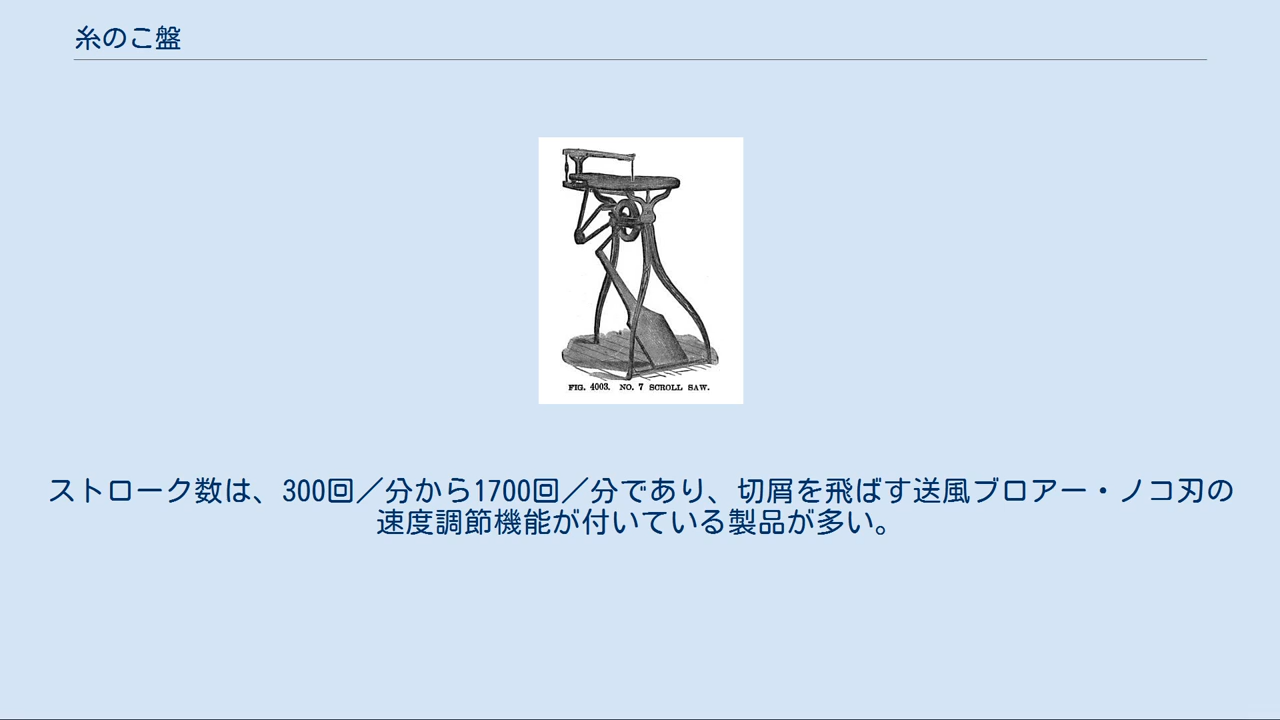 糸のこ盤
FIG. 4003. NO. 7 SCROLL SAW.
ストローク数は、300回／分から1700回／分であり、切屑を飛ばす送風ブロアー・ノコ刃の
速度調節機能が付いている製品が多い。